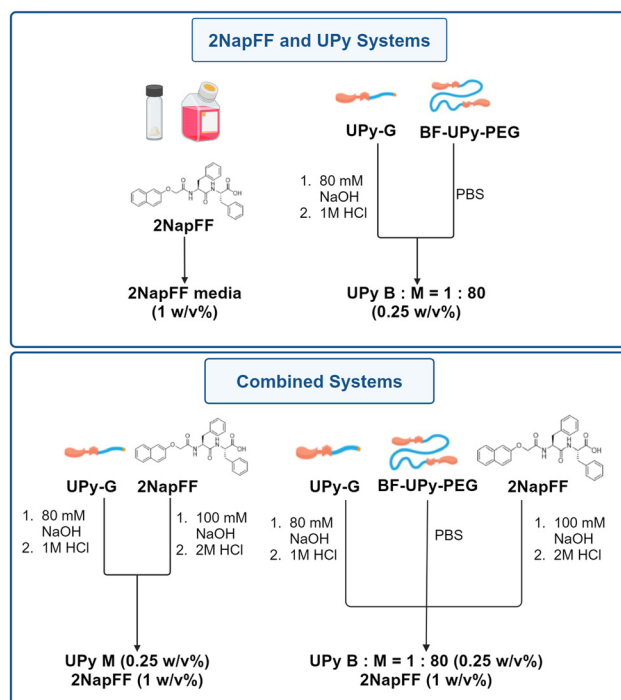 2NapFF and UPy Systems
UPy-G
BF-UPy-PEG
1. 80 mM
NaOH
2. 1M HCl
PBS
2NapFF
2NapFF media
(1 w/v%)
UPy B : M = 1 : 80
(0.25 w/v%)
Combined Systems
UPy-G
2NapFF
1. 80 mM
NaOH
2. 1M HCl
1. 100 mM
NaOH
2. 2M HCl
UPy M (0.25 w/v%)
2NapFF (1 w/v%)
UPy-G
BF-UPy-PEG
2NapFF
1. 80 mM
NaOH
2. 1M HCl
PBS
1. 100 mM
NaOH
2. 2M HCl
UPy B : M = 1 : 80 (0.25 w/v%)
2NapFF (1 w/v%)